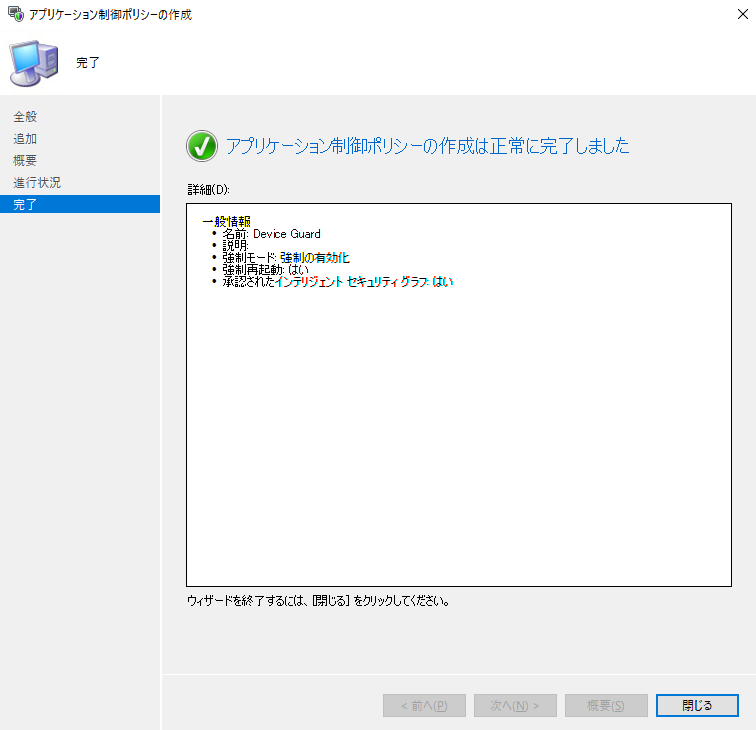 アプリケーション制御ポリシーの作成
完了
全般
追加
概要
進行状況
完了
アプリケーション制御ポリシーの作成は正常に完了しました
詳細(D):
一般情報
• 名前: Device Guard
• 説明:
• 強制モード: 強制の有効化
• 強制再起動: はい
• 承認されたインテリジェント セキュリティ グラフ: はい
ウィザードを終了するには、[閉じる] をクリックしてください。
< 前へ(P)
次へ(N) >
概要(S)
閉じる